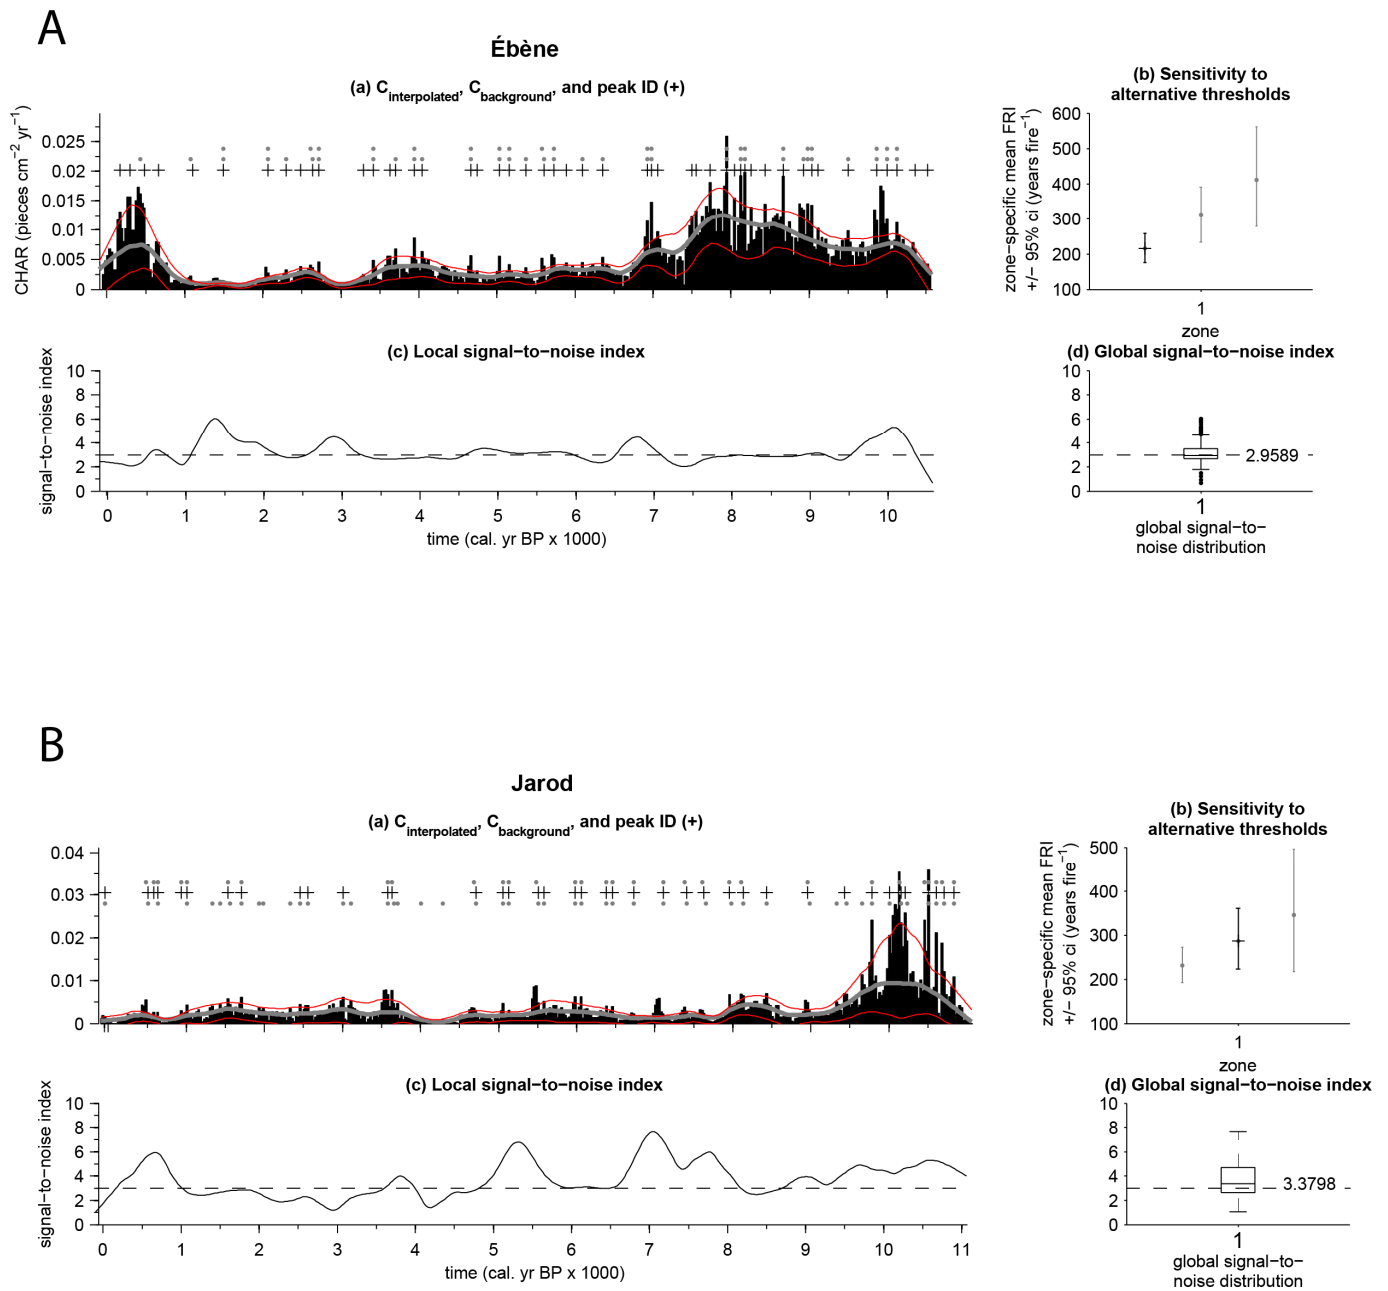 A
Ébène
(a) Cinterpolated, Cbackground, and peak ID (+)
CHAR (pieces cm−2 yr−1)
0.025
0.02
0.015
0.01
0.005
0
(b) Sensitivity to
alternative thresholds
zone−specific mean FRI
+/− 95% ci (years fire−1)
600
500
400
300
200
100
1
zone
(c) Local signal−to−noise index
signal−to−noise index
10
8
6
4
2
0
0 1 2 3 4 5 6 7 8 9 10
time (cal. yr BP x 1000)
(d) Global signal−to−noise index
10
8
6
4
2
0
2.9589
1
global signal−to−
noise distribution
B
Jarod
(a) Cinterpolated, Cbackground, and peak ID (+)
0.04
0.03
0.02
0.01
0
(b) Sensitivity to
alternative thresholds
zone−specific mean FRI
+/− 95% ci (years fire−1)
500
400
300
200
100
1
zone
(c) Local signal−to−noise index
signal−to−noise index
10
8
6
4
2
0
0 1 2 3 4 5 6 7 8 9 10 11
time (cal. yr BP x 1000)
(d) Global signal−to−noise index
10
8
6
4
2
0
3.3798
1
global signal−to−
noise distribution